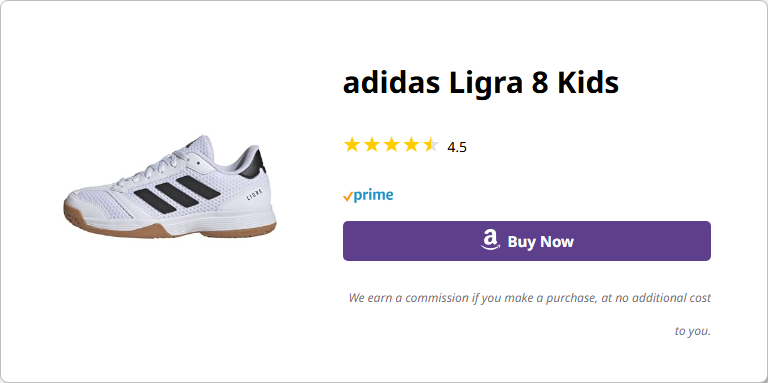 adidas Ligra 8 Kids
4.5
prime
Buy Now
LIGRA
We earn a commission if you make a purchase, at no additional cost
to you.